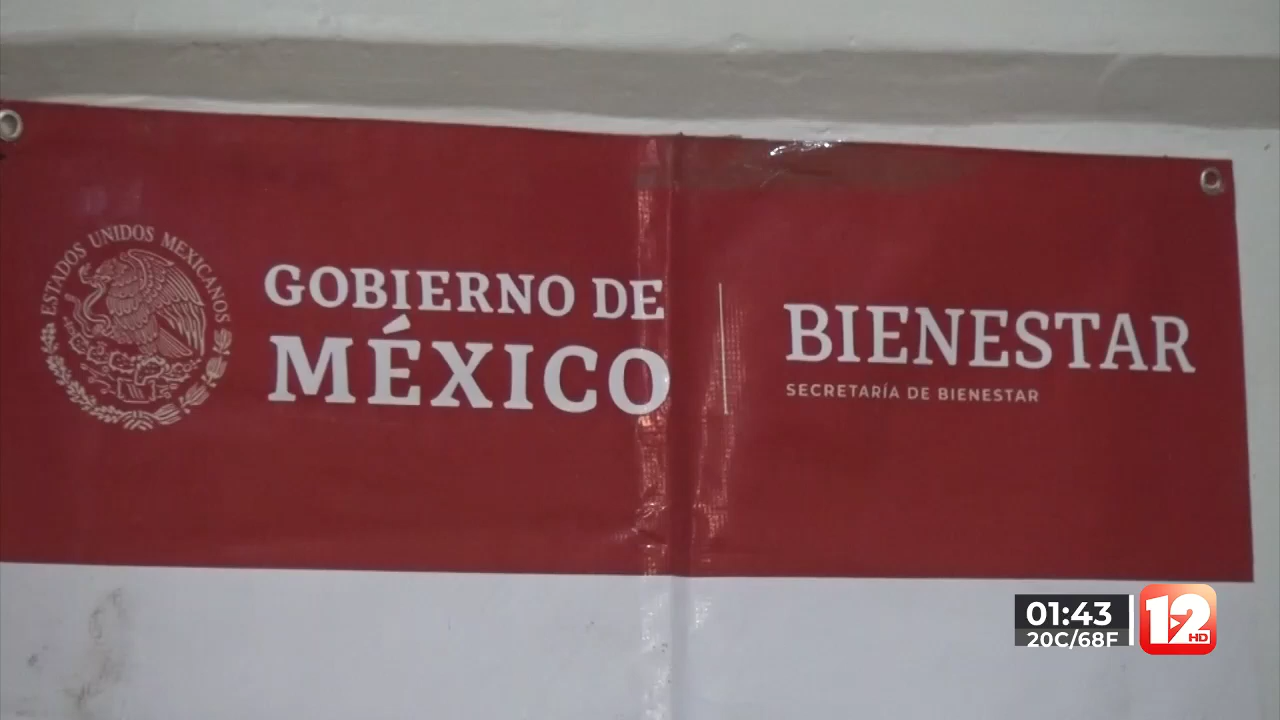 ESTADOS UNIDOS MEXICANOS
GOBIERNO DE
MÉXICO
BIENESTAR
SECRETARÍA DE BIENESTAR
01:43
20C/68F
12
HD